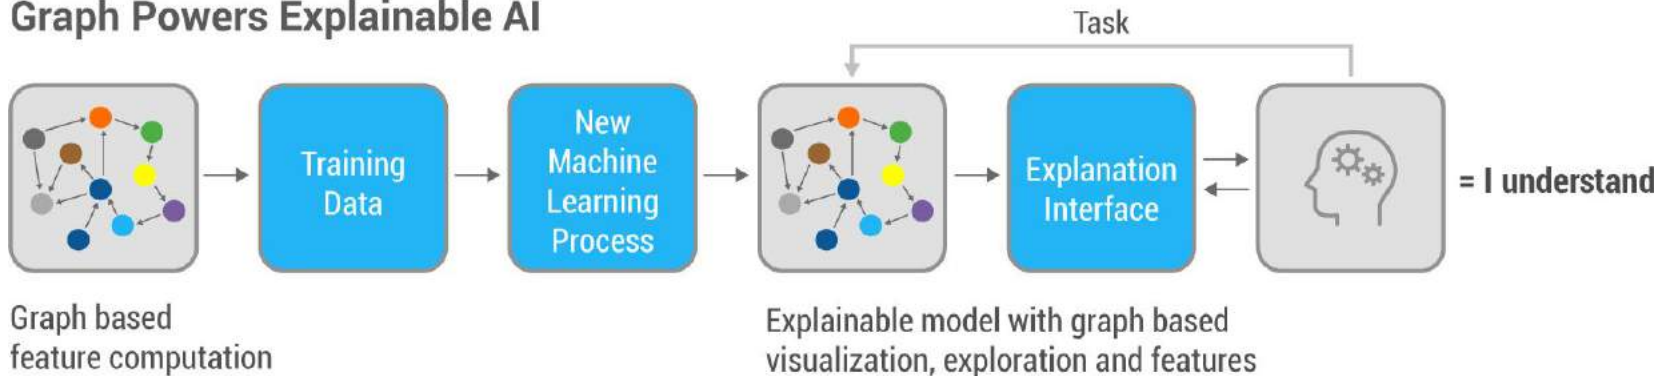 Graph Powers Explainable AI
Task
Training
Data
New
Machine
Learning
Process
Explanation
Interface
= I understand
Graph based
feature computation
Explainable model with graph based
visualization, exploration and features